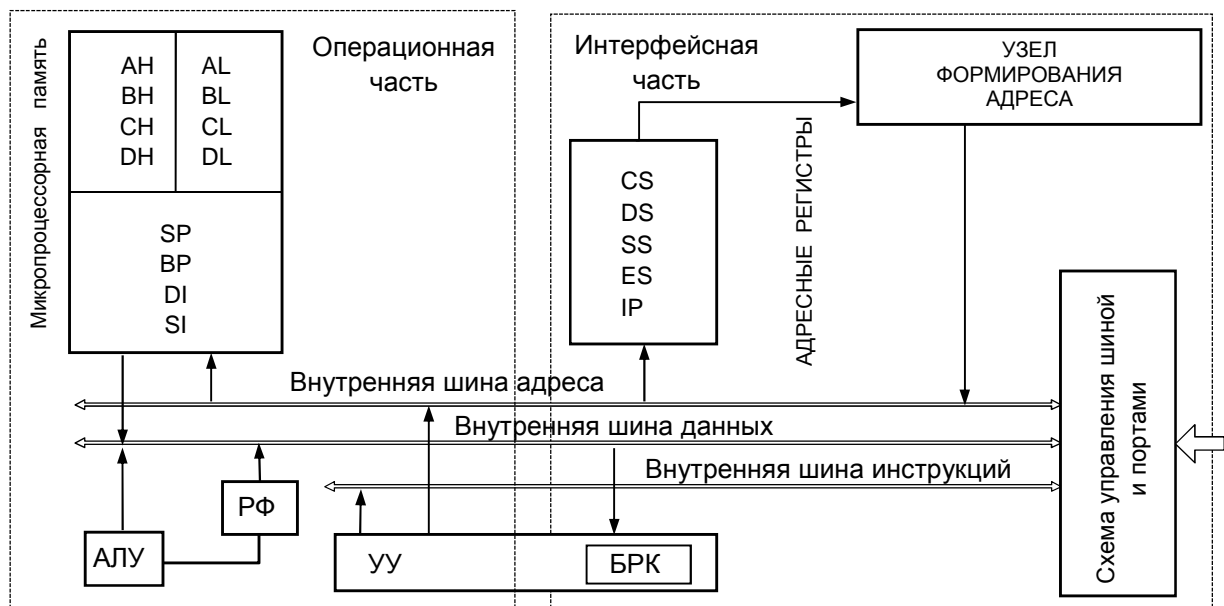 Микропроцессорная память
AH AL
BH BL
CH CL
DH DL
SP
BP
DI
SI
Операционная
часть
Интерфейсная
часть
УЗЕЛ
ФОРМИРОВАНИЯ
АДРЕСА
CS
DS
SS
ES
IP
АДРЕСНЫЕ РЕГИСТРЫ
Внутренняя шина адреса
Внутренняя шина данных
Внутренняя шина инструкций
Схема управления шиной
и портами
РФ
АЛУ
УУ
БРК